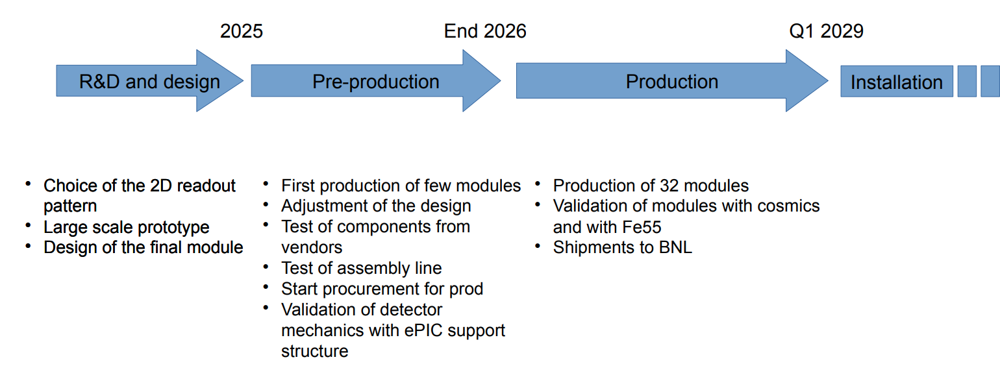 2025
End 2026
Q1 2029
R&D and design
Pre-production
Production
Installation
• Choice of the 2D readout
pattern
• Large scale prototype
• Design of the final module
• First production of few modules
• Adjustment of the design
• Test of components from
vendors
• Test of assembly line
• Start procurement for prod
• Validation of detector
mechanics with ePIC support
structure
• Production of 32 modules
• Validation of modules with cosmics
and with Fe55
• Shipments to BNL